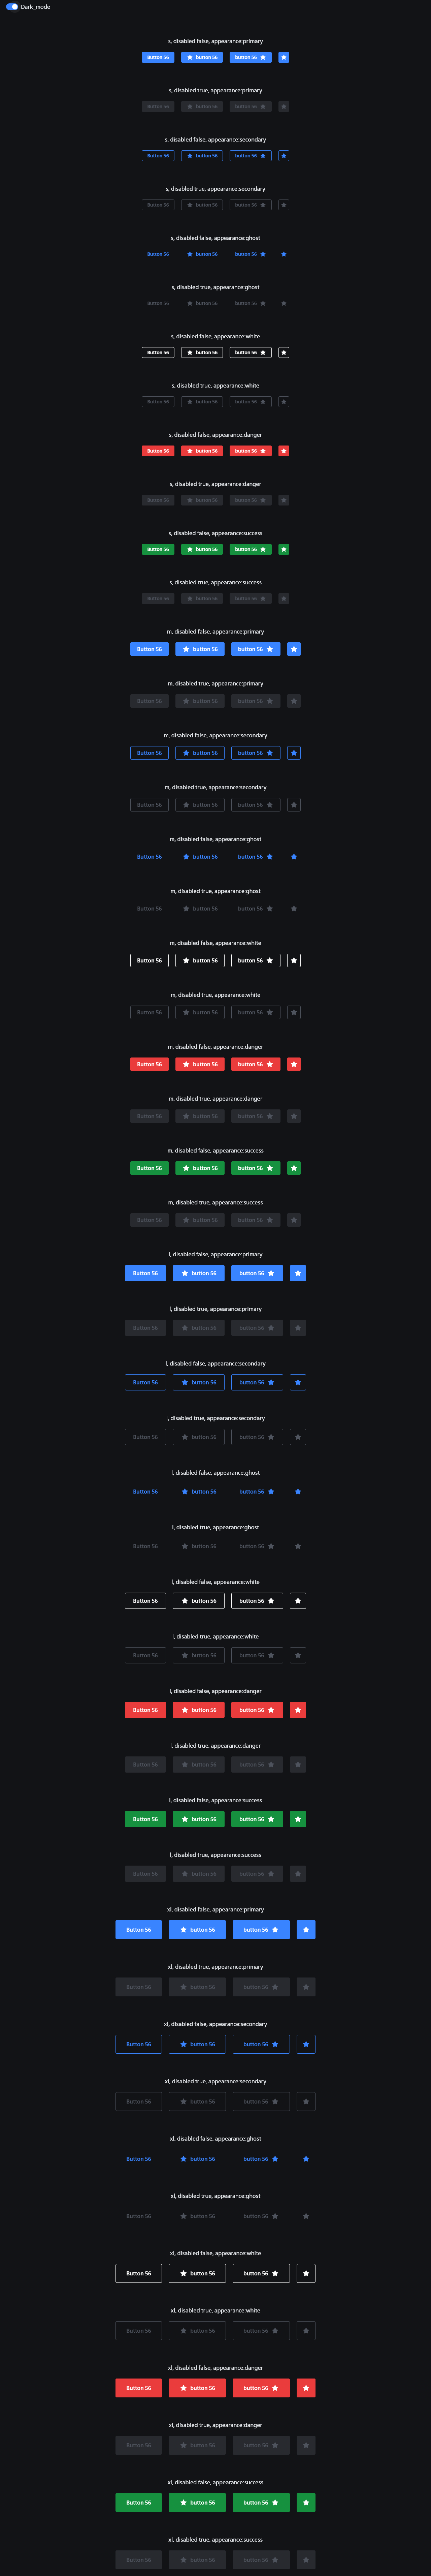 Dark_mode
s, disabled false, appearance:primary
Button 56 button 56 button 56
s, disabled true, appearance:primary
Button 56 button 56 button 56
s, disabled false, appearance:secondary
Button 56 button 56 button 56
s, disabled true, appearance:secondary
Button 56 button 56 button 56
s, disabled false, appearance:ghost
Button 56 button 56 button 56
s, disabled true, appearance:ghost
Button 56 button 56 button 56
s, disabled false, appearance:white
Button 56 button 56 button 56
s, disabled true, appearance:white
Button 56 button 56 button 56
s, disabled false, appearance:danger
Button 56 button 56 button 56
s, disabled true, appearance:danger
Button 56 button 56 button 56
s, disabled false, appearance:success
Button 56 button 56 button 56
s, disabled true, appearance:success
Button 56 button 56 button 56
m, disabled false, appearance:primary
Button 56 button 56 button 56
m, disabled true, appearance:primary
Button 56 button 56 button 56
m, disabled false, appearance:secondary
Button 56 button 56 button 56
m, disabled true, appearance:secondary
Button 56 button 56 button 56
m, disabled false, appearance:ghost
Button 56 button 56 button 56
m, disabled true, appearance:ghost
Button 56 button 56 button 56
m, disabled false, appearance:white
Button 56 button 56 button 56
m, disabled true, appearance:white
Button 56 button 56 button 56
m, disabled false, appearance:danger
Button 56 button 56 button 56
m, disabled true, appearance:danger
Button 56 button 56 button 56
m, disabled false, appearance:success
Button 56 button 56 button 56
m, disabled true, appearance:success
Button 56 button 56 button 56
l, disabled false, appearance:primary
Button 56 button 56 button 56
l, disabled true, appearance:primary
Button 56 button 56 button 56
l, disabled false, appearance:secondary
Button 56 button 56 button 56
l, disabled true, appearance:secondary
Button 56 button 56 button 56
l, disabled false, appearance:ghost
Button 56 button 56 button 56
l, disabled true, appearance:ghost
Button 56 button 56 button 56
l, disabled false, appearance:white
Button 56 button 56 button 56
l, disabled true, appearance:white
Button 56 button 56 button 56
l, disabled false, appearance:danger
Button 56 button 56 button 56
l, disabled true, appearance:danger
Button 56 button 56 button 56
l, disabled false, appearance:success
Button 56 button 56 button 56
l, disabled true, appearance:success
Button 56 button 56 button 56
xl, disabled false, appearance:primary
Button 56 button 56 button 56
xl, disabled true, appearance:primary
Button 56 button 56 button 56
xl, disabled false, appearance:secondary
Button 56 button 56 button 56
xl, disabled true, appearance:secondary
Button 56 button 56 button 56
xl, disabled false, appearance:ghost
Button 56 button 56 button 56
xl, disabled true, appearance:ghost
Button 56 button 56 button 56
xl, disabled false, appearance:white
Button 56 button 56 button 56
xl, disabled true, appearance:white
Button 56 button 56 button 56
xl, disabled false, appearance:danger
Button 56 button 56 button 56
xl, disabled true, appearance:danger
Button 56 button 56 button 56
xl, disabled false, appearance:success
Button 56 button 56 button 56
xl, disabled true, appearance:success
Button 56 button 56 button 56